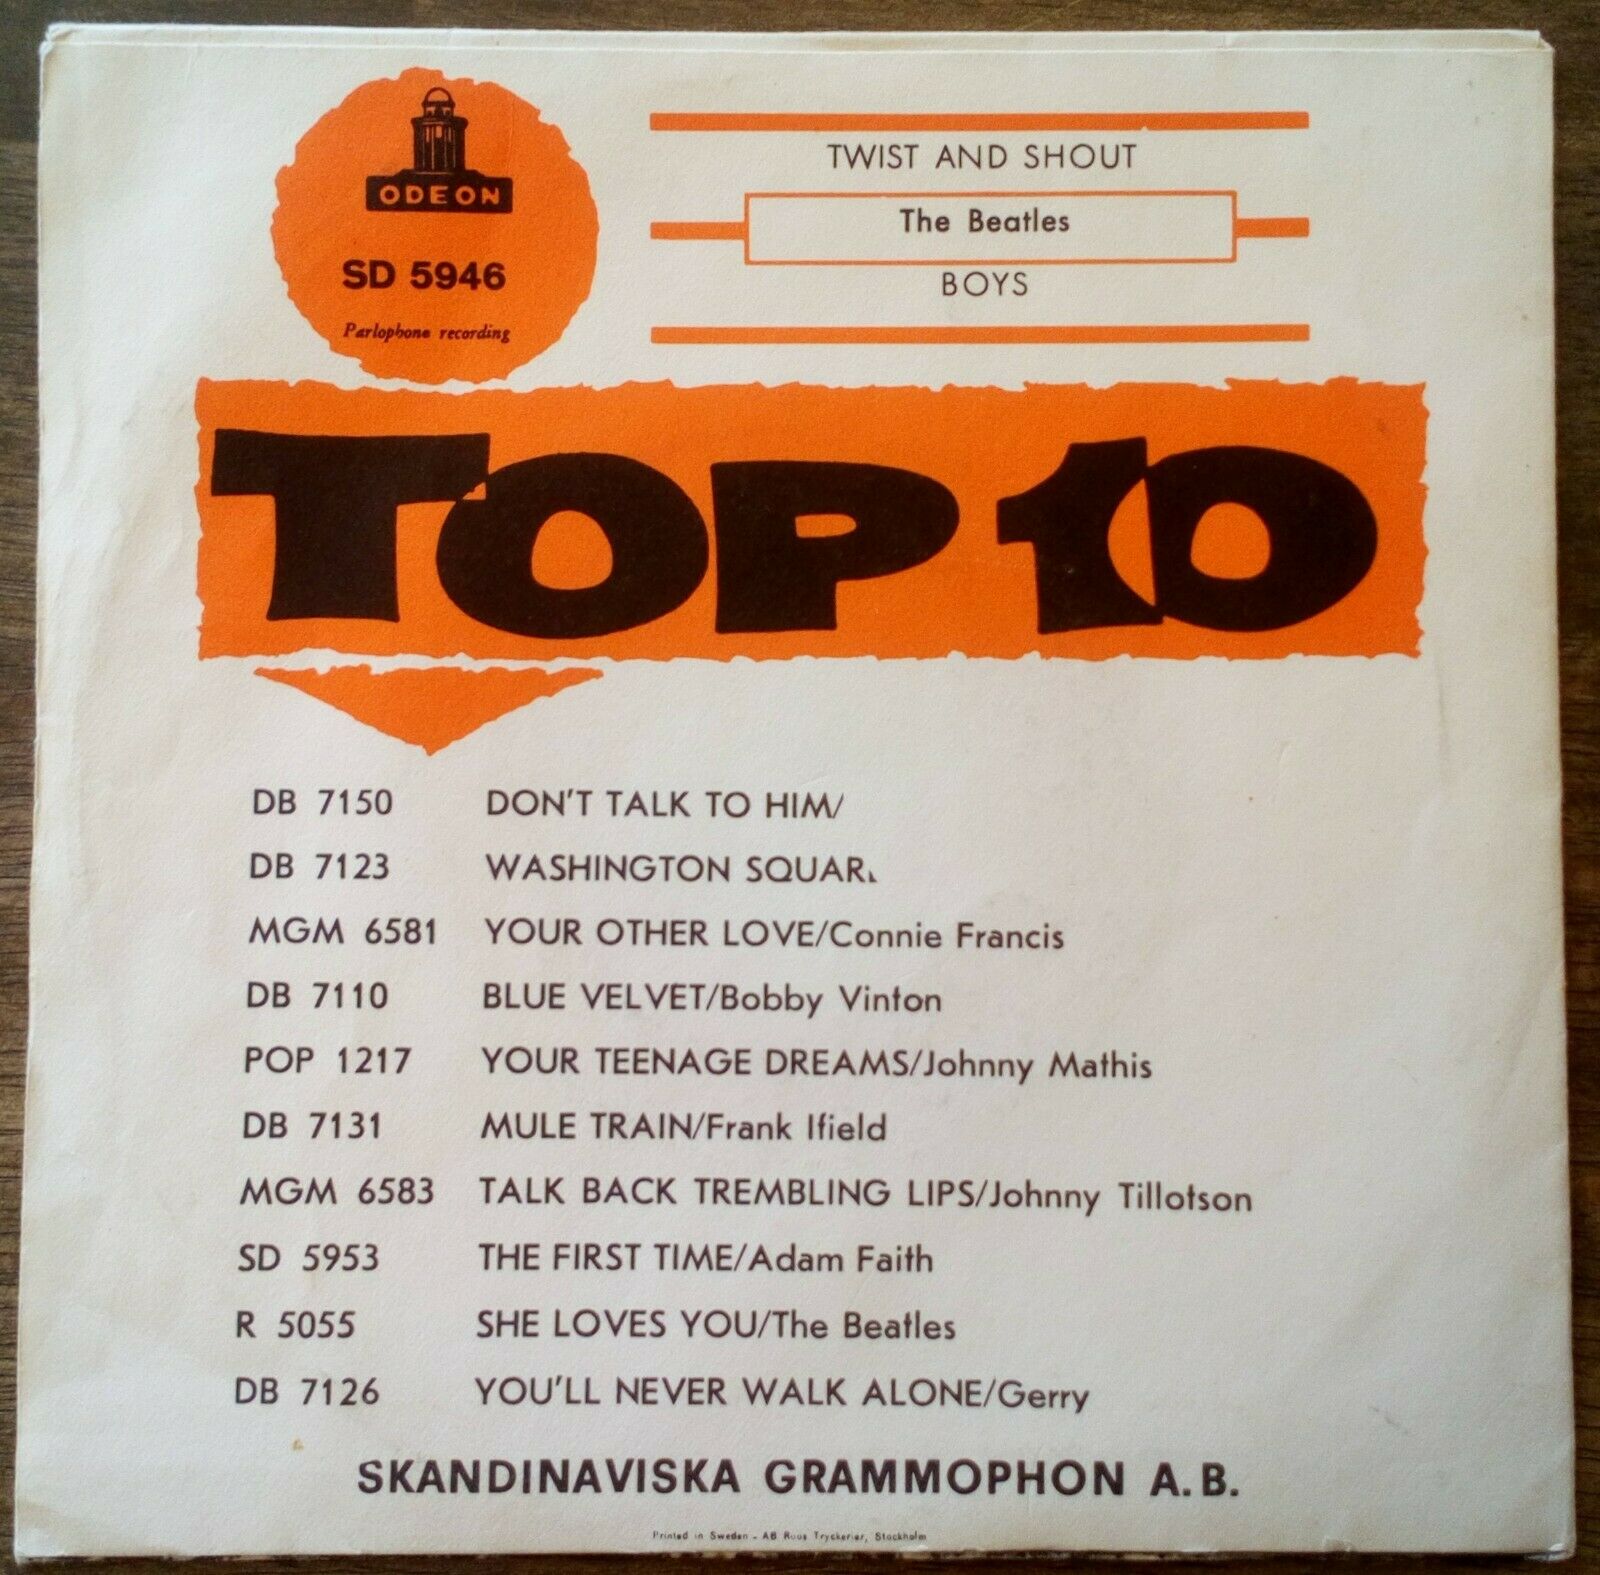 ODEON
SD 5946
Parlophone recording
TWIST AND SHOUT
The Beatles
BOYS
TOP 10
DB 7150 DON'T TALK TO HIM/
DB 7123 WASHINGTON SQUAR
MGM 6581 YOUR OTHER LOVE/Connie Francis
DB 7110 BLUE VELVET/Bobby Vinton
POP 1217 YOUR TEENAGE DREAMS/Johnny Mathis
DB 7131 MULE TRAIN/Frank Ifield
MGM 6583 TALK BACK TREMBLING LIPS/Johnny Tillotson
SD 5953 THE FIRST TIME/Adam Faith
R 5055 SHE LOVES YOU/The Beatles
DB 7126 YOU'LL NEVER WALK ALONE/Gerry
SKANDINAVISKA GRAMMOPHON A.B.
Printed in Sweden - AB Roos Tryckerier, Stockholm